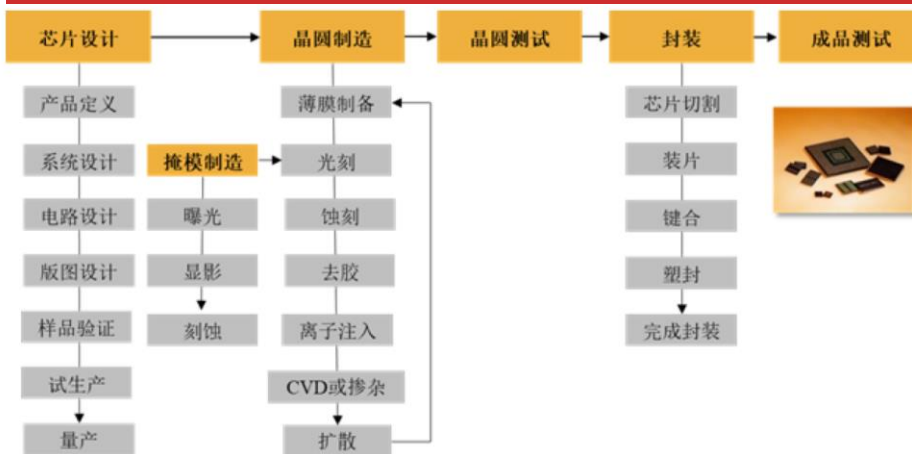 芯片设计
晶圆制造
晶圆测试
封装
成品测试
产品定义
系统设计
电路设计
版图设计
样品验证
试生产
量产
掩模制造
曝光
显影
刻蚀
薄膜制备
光刻
蚀刻
去胶
离子注入
CVD或掺杂
扩散
芯片切割
装片
键合
塑封
完成封装